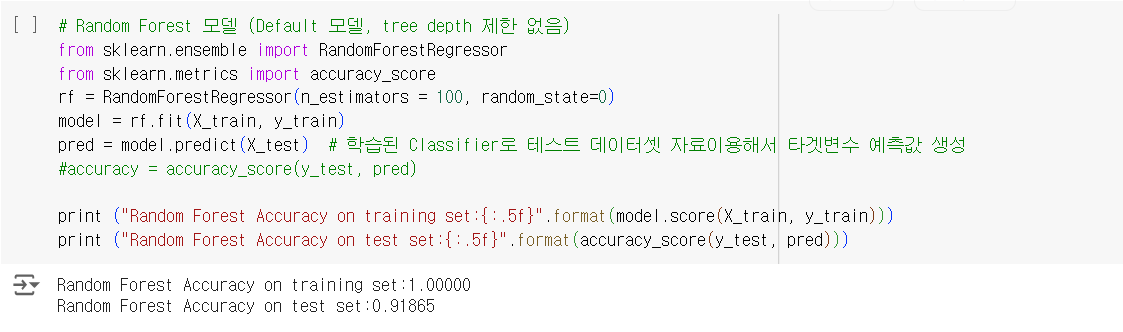 [ ] # Random Forest 모델 (Default 모델, tree depth 제한 없음)
from sklearn.ensemble import RandomForestRegressor
from sklearn.metrics import accuracy_score
rf = RandomForestRegressor(n_estimators = 100, random_state=0)
model = rf.fit(X_train, y_train)
pred = model.predict(X_test)  # 학습된 Classifier로 테스트 데이터셋 자료이용해서 타겟변수 예측값 생성
#accuracy = accuracy_score(y_test, pred)
print ("Random Forest Accuracy on training set:{:.5f}".format(model.score(X_train, y_train)))
print ("Random Forest Accuracy on test set:{:.5f}".format(accuracy_score(y_test, pred)))
Random Forest Accuracy on training set:1.00000
Random Forest Accuracy on test set:0.91865